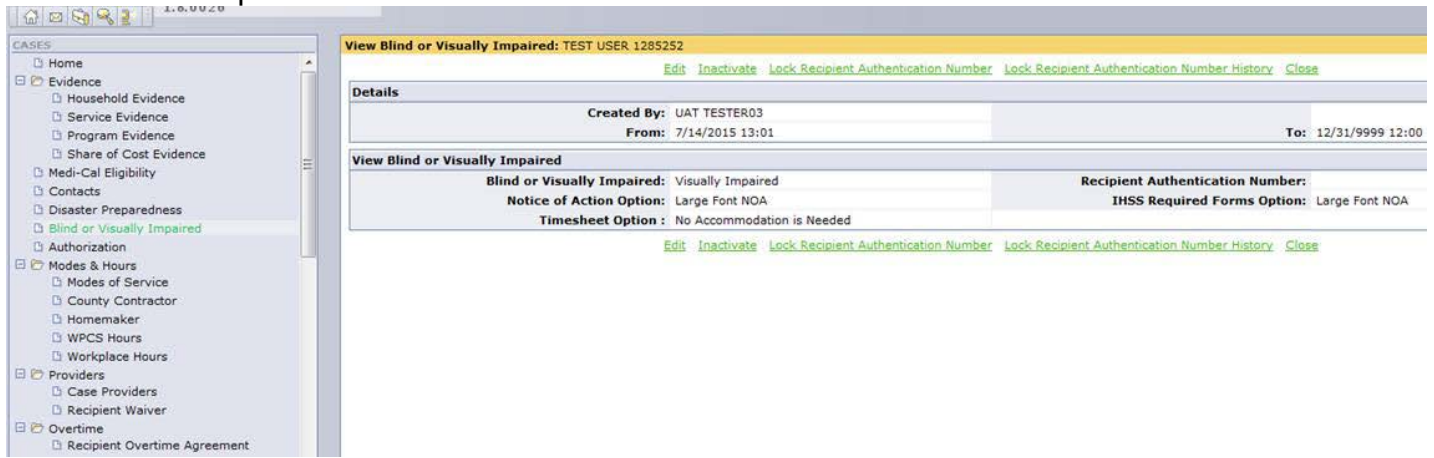 1.8.0026
CASES
Home
Evidence
Household Evidence
Service Evidence
Program Evidence
Share of Cost Evidence
Medi-Cal Eligibility
Contacts
Disaster Preparedness
Blind or Visually Impaired
Authorization
Modes & Hours
Modes of Service
County Contractor
Homemaker
WPCS Hours
Workplace Hours
Providers
Case Providers
Recipient Waiver
Overtime
Recipient Overtime Agreement
View Blind or Visually Impaired: TEST USER 1285252
Edit Inactivate Lock Recipient Authentication Number Lock Recipient Authentication Number History Close
Details
Created By: UAT TESTER03
From: 7/14/2015 13:01 To: 12/31/9999 12:00
View Blind or Visually Impaired
Blind or Visually Impaired: Visually Impaired Recipient Authentication Number:
Notice of Action Option: Large Font NOA IHSS Required Forms Option: Large Font NOA
Timesheet Option : No Accommodation is Needed
Edit Inactivate Lock Recipient Authentication Number Lock Recipient Authentication Number History Close